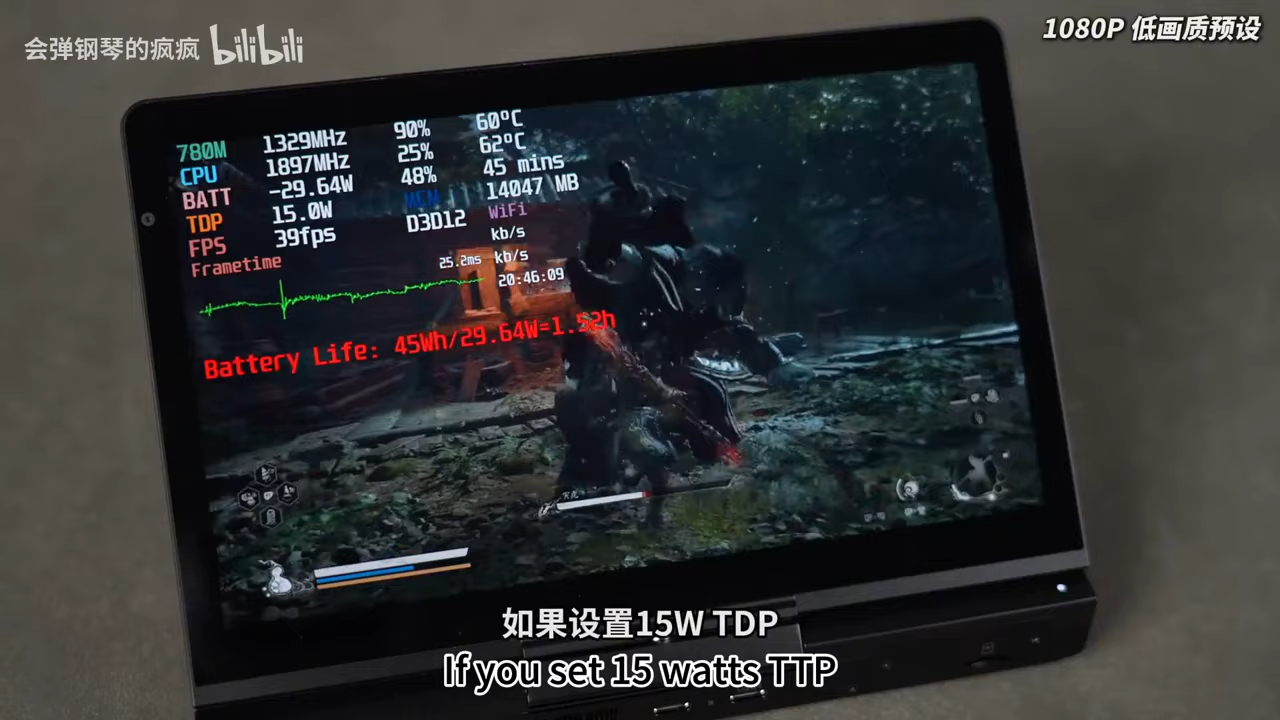 会弹钢琴的疯疯 bilibili
1080P 低画质预设
780M 1329MHz 90% 60°C
CPU 1897MHz 25% 62°C
BATT -29.64W 48% 45 mins
TDP 15.0W MEM 14047 MB
FPS 39fps D3D12 WiFi
kb/s
Frametime 25.2ms kb/s
20:46:09
Battery Life: 45Wh/29.64W=1.52h
如果设置15W TDP
If you set 15 watts TTP